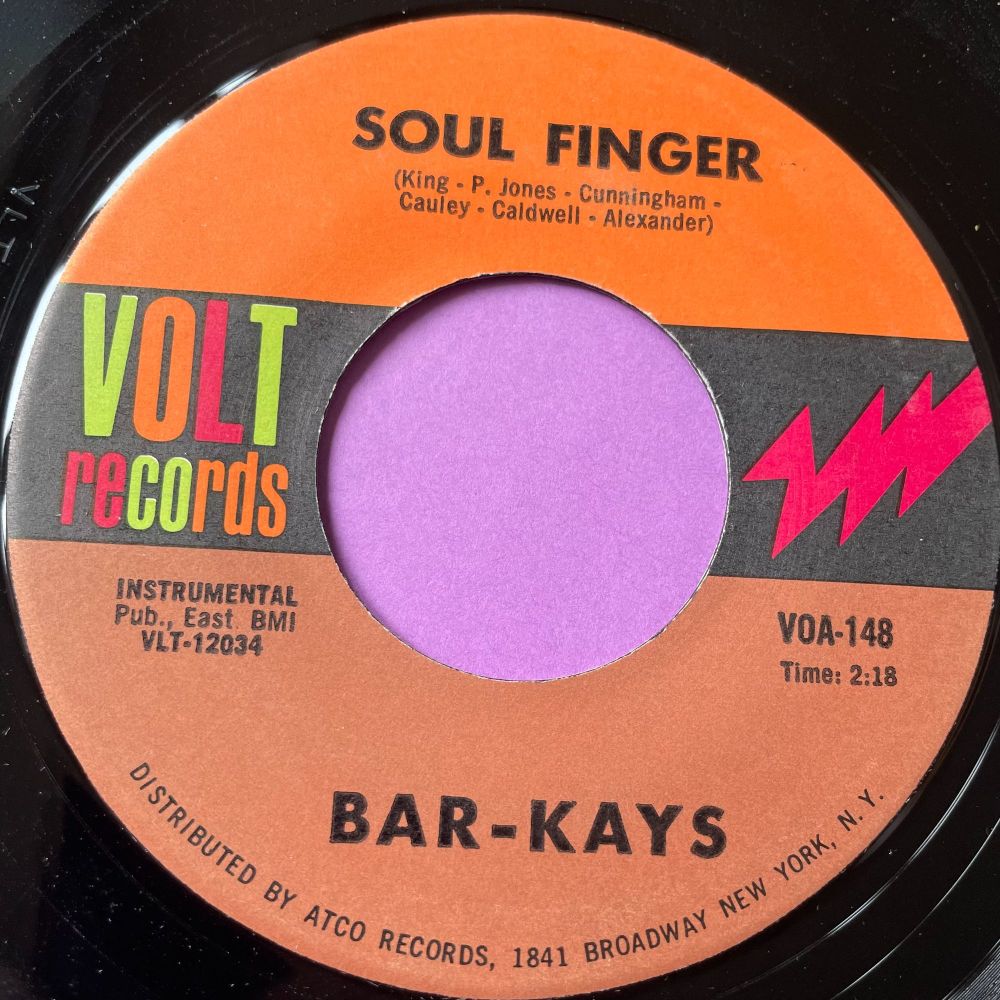 SOUL FINGER
(King - P. Jones - Cunningham -
Cauley - Caldwell - Alexander)
VOLT
records
INSTRUMENTAL
Pub., East BMI
VLT-12034
VOA-148
Time: 2:18
BAR-KAYS
DISTRIBUTED BY ATCO RECORDS, 1841 BROADWAY NEW YORK, N. Y.
VLT